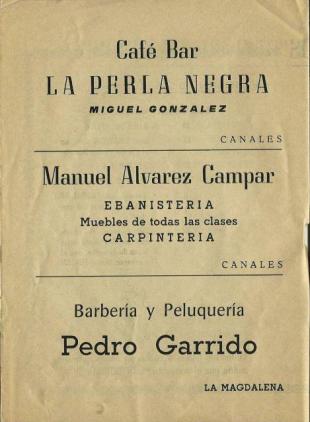 Café Bar
LA PERLA NEGRA
MIGUEL GONZALEZ
CANALES
Manuel Alvarez Campar
EBANISTERIA
Muebles de todas las clases
CARPINTERIA
CANALES
Barbería y Peluquería
Pedro Garrido
LA MAGDALENA